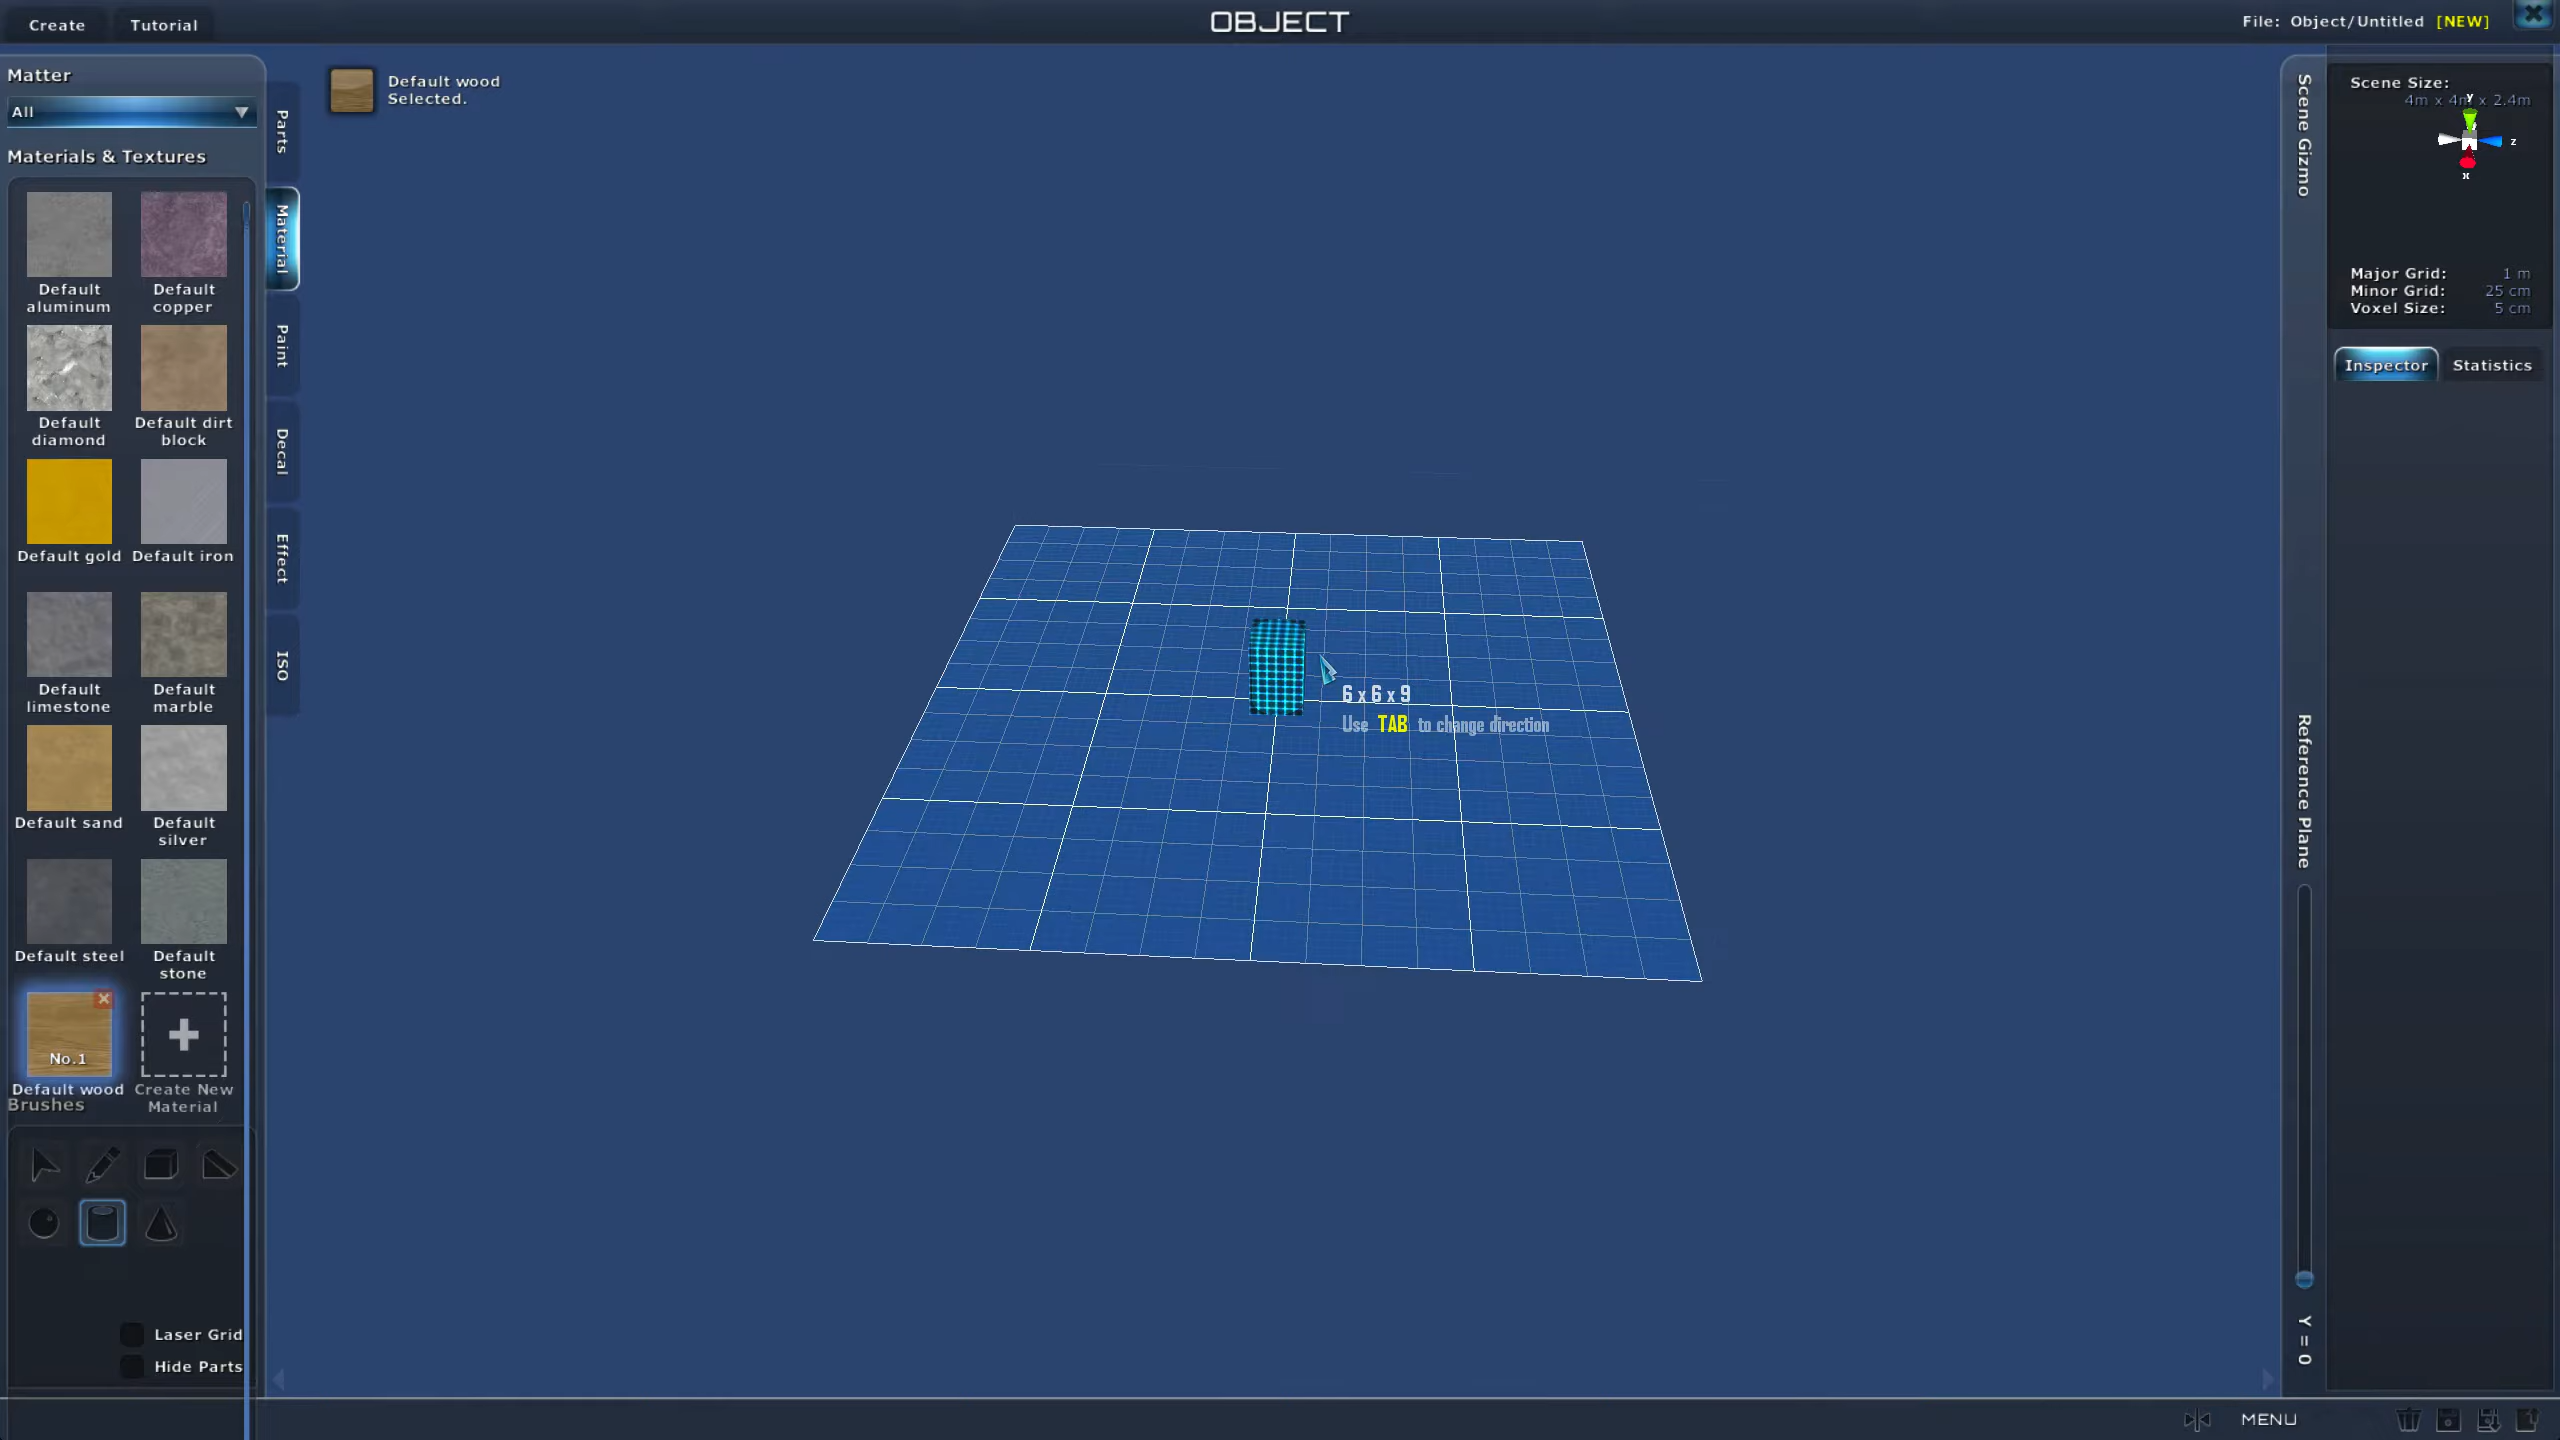 Create
Tutorial
OBJECT
File: Object/Untitled [NEW]
Matter
All
Materials & Textures
Default aluminum
Default copper
Default diamond
Default dirt block
Default gold
Default iron
Default limestone
Default marble
Default sand
Default silver
Default steel
Default stone
No.1
Default wood
Create New Material
Brushes
Laser Grid
Hide Parts
Parts
Material
Paint
Decal
Effect
ISO
Default wood
Selected.
6 x 6 x 9
Use TAB to change direction
Scene Gizmo
Reference Plane
Y = 0
Scene Size:
4m x 4m x 2.4m
Y
Z
X
Major Grid: 1 m
Minor Grid: 25 cm
Voxel Size: 5 cm
Inspector
Statistics
MENU